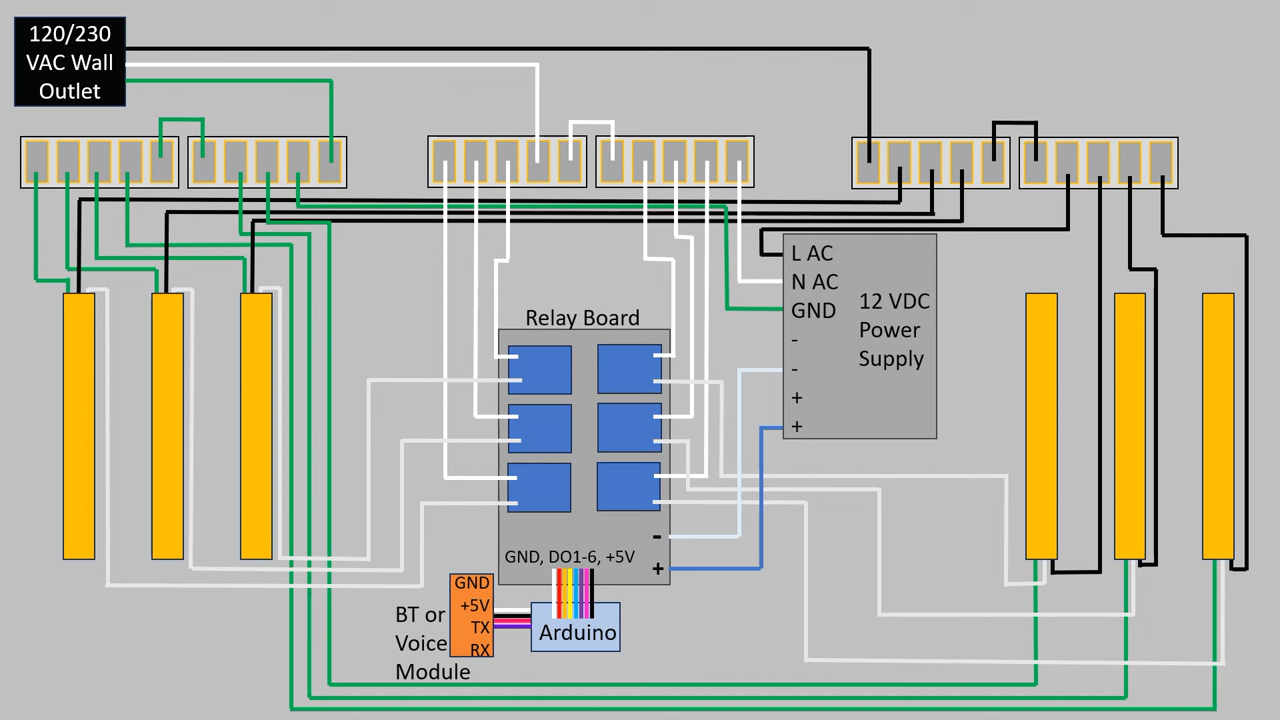 120/230
VAC Wall
Outlet
L AC
N AC
GND
-
-
+
+
12 VDC
Power
Supply
Relay Board
-
GND, DO1-6, +5V
+
GND
+5V
TX
RX
BT or
Voice
Module
Arduino